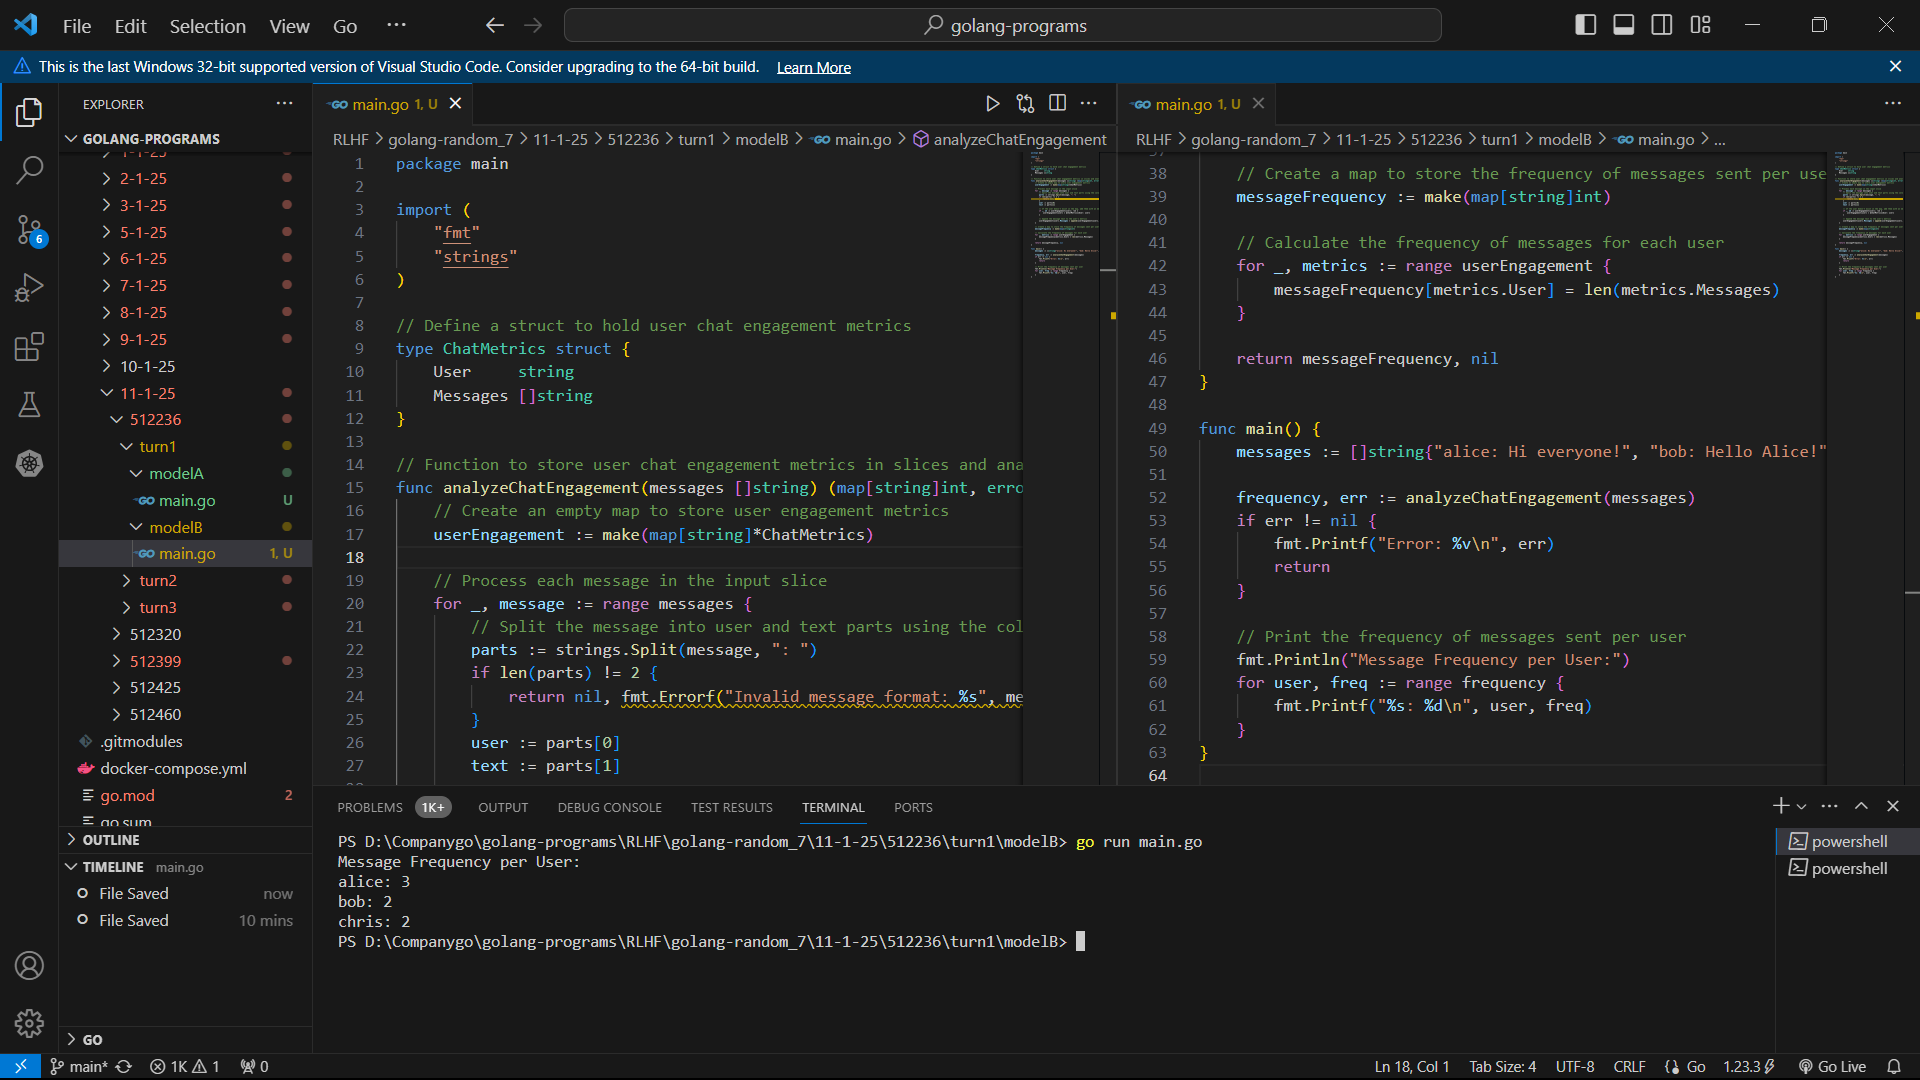 File Edit Selection View Go ···
golang-programs
This is the last Windows 32-bit supported version of Visual Studio Code. Consider upgrading to the 64-bit build. Learn More
EXPLORER
GOLANG-PROGRAMS
2-1-25
3-1-25
5-1-25
6-1-25
7-1-25
8-1-25
9-1-25
10-1-25
11-1-25
512236
turn1
modelA
main.go U
modelB
main.go 1, U
turn2
turn3
512320
512399
512425
512460
.gitmodules
docker-compose.yml
go.mod 2
go.sum
OUTLINE
TIMELINE main.go
File Saved now
File Saved 10 mins
GO
6
main.go 1, U
RLHF > golang-random_7 > 11-1-25 > 512236 > turn1 > modelB > main.go > analyzeChatEngagement
1 package main
2
3 import (
4 "fmt"
5 "strings"
6 )
7
8 // Define a struct to hold user chat engagement metrics
9 type ChatMetrics struct {
10 User string
11 Messages []string
12 }
13
14 // Function to store user chat engagement metrics in slices and ana
15 func analyzeChatEngagement(messages []string) (map[string]int, erro
16 // Create an empty map to store user engagement metrics
17 userEngagement := make(map[string]*ChatMetrics)
18
19 // Process each message in the input slice
20 for _, message := range messages {
21 // Split the message into user and text parts using the col
22 parts := strings.Split(message, ": ")
23 if len(parts) != 2 {
24 return nil, fmt.Errorf("Invalid message format: %s", me
25 }
26 user := parts[0]
27 text := parts[1]
main.go 1, U
RLHF > golang-random_7 > 11-1-25 > 512236 > turn1 > modelB > main.go > ...
38 // Create a map to store the frequency of messages sent per use
39 messageFrequency := make(map[string]int)
40
41 // Calculate the frequency of messages for each user
42 for _, metrics := range userEngagement {
43 messageFrequency[metrics.User] = len(metrics.Messages)
44 }
45
46 return messageFrequency, nil
47 }
48
49 func main() {
50 messages := []string{"alice: Hi everyone!", "bob: Hello Alice!"
51
52 frequency, err := analyzeChatEngagement(messages)
53 if err != nil {
54 fmt.Printf("Error: %v\n", err)
55 return
56 }
57
58 // Print the frequency of messages sent per user
59 fmt.Println("Message Frequency per User:")
60 for user, freq := range frequency {
61 fmt.Printf("%s: %d\n", user, freq)
62 }
63 }
64
PROBLEMS 1K+ OUTPUT DEBUG CONSOLE TEST RESULTS TERMINAL PORTS
PS D:\Companygo\golang-programs\RLHF\golang-random_7\11-1-25\512236\turn1\modelB> go run main.go
Message Frequency per User:
alice: 3
bob: 2
chris: 2
PS D:\Companygo\golang-programs\RLHF\golang-random_7\11-1-25\512236\turn1\modelB>
powershell
powershell
main* 1K 1 0
Ln 18, Col 1 Tab Size: 4 UTF-8 CRLF Go 1.23.3 Go Live